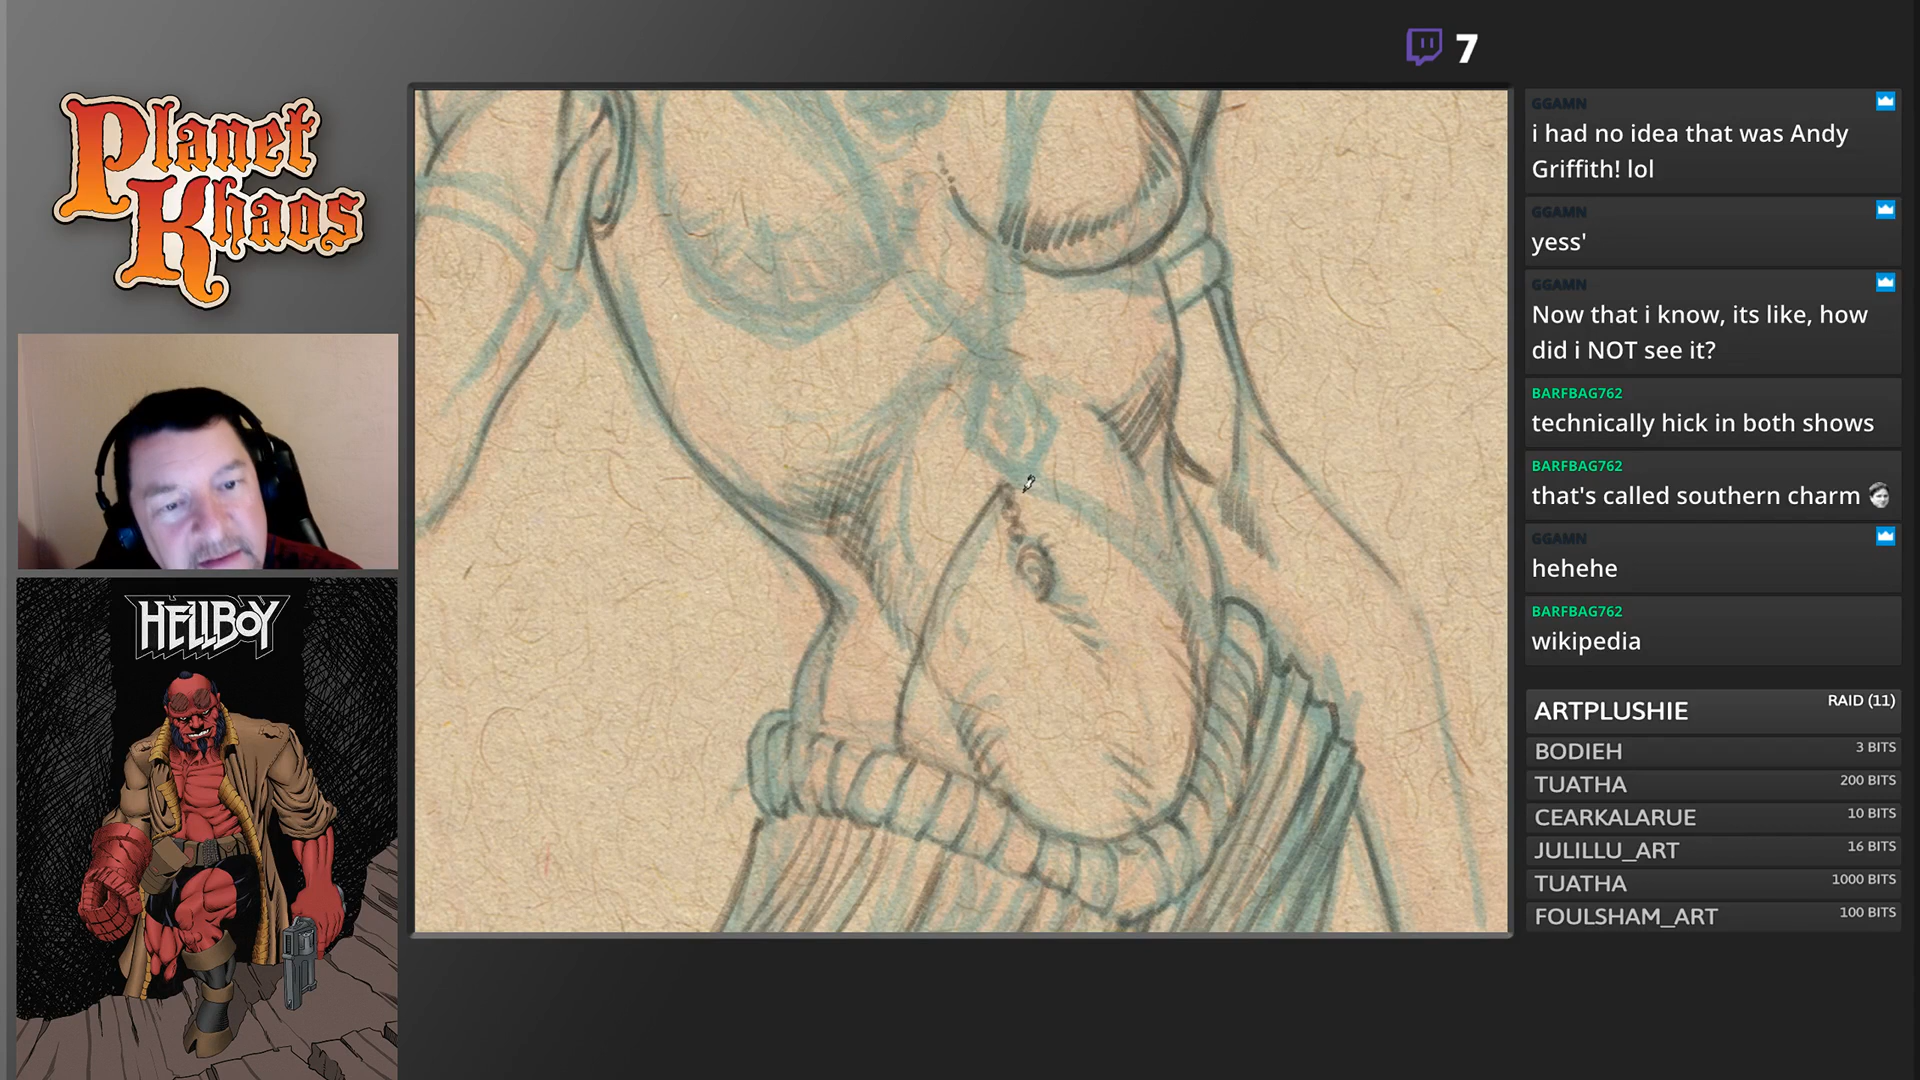 7
Planet
Khaos
HELLBOY
GGAMN
i had no idea that was Andy
Griffith! lol
GGAMN
yess'
GGAMN
Now that i know, its like, how
did i NOT see it?
BARFBAG762
technically hick in both shows
BARFBAG762
that's called southern charm
GGAMN
hehehe
BARFBAG762
wikipedia
ARTPLUSHIE RAID (11)
BODIEH 3 BITS
TUATHA 200 BITS
CEARKALARUE 10 BITS
JULILLU_ART 16 BITS
TUATHA 1000 BITS
FOULSHAM_ART 100 BITS